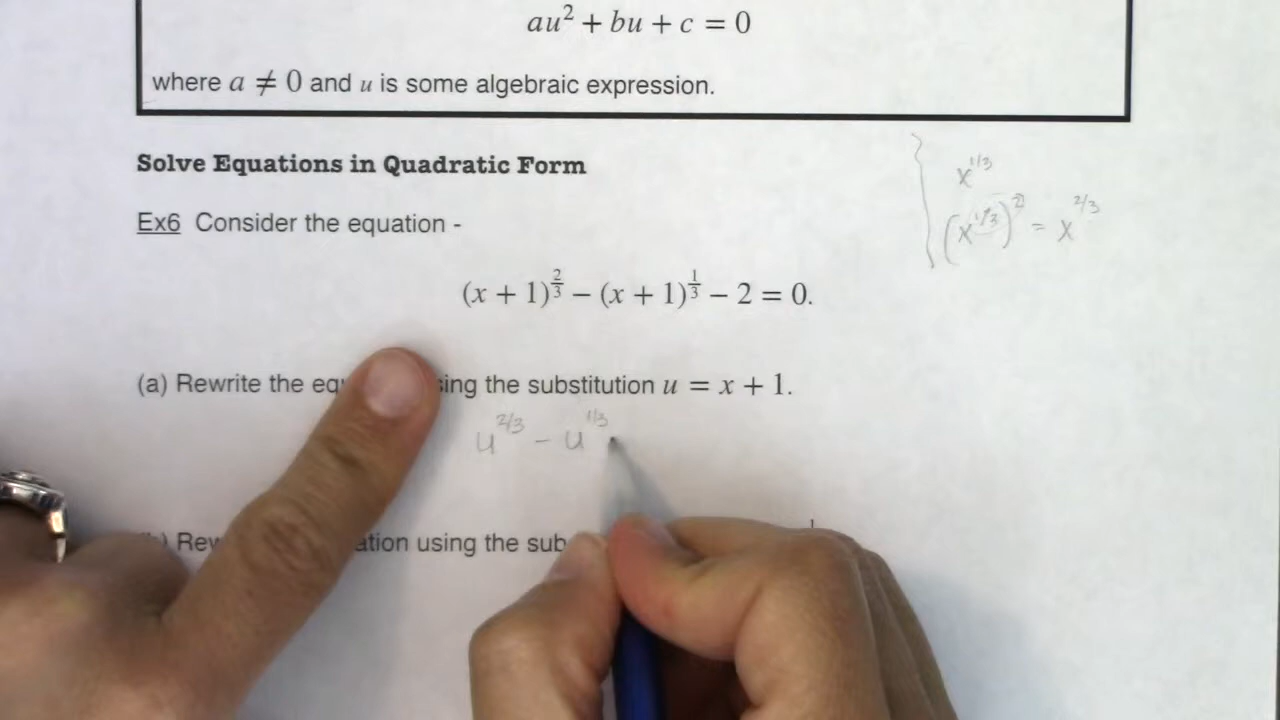 au² + bu + c = 0
where a ≠ 0 and u is some algebraic expression.
Solve Equations in Quadratic Form
x^1/3
(x^1/3)^2 = x^2/3
Ex6 Consider the equation -
(x + 1)^2/3 − (x + 1)^1/3 − 2 = 0.
(a) Rewrite the sing the substitution u = x + 1.
u^2/3 − u^1/3
ation using the sub